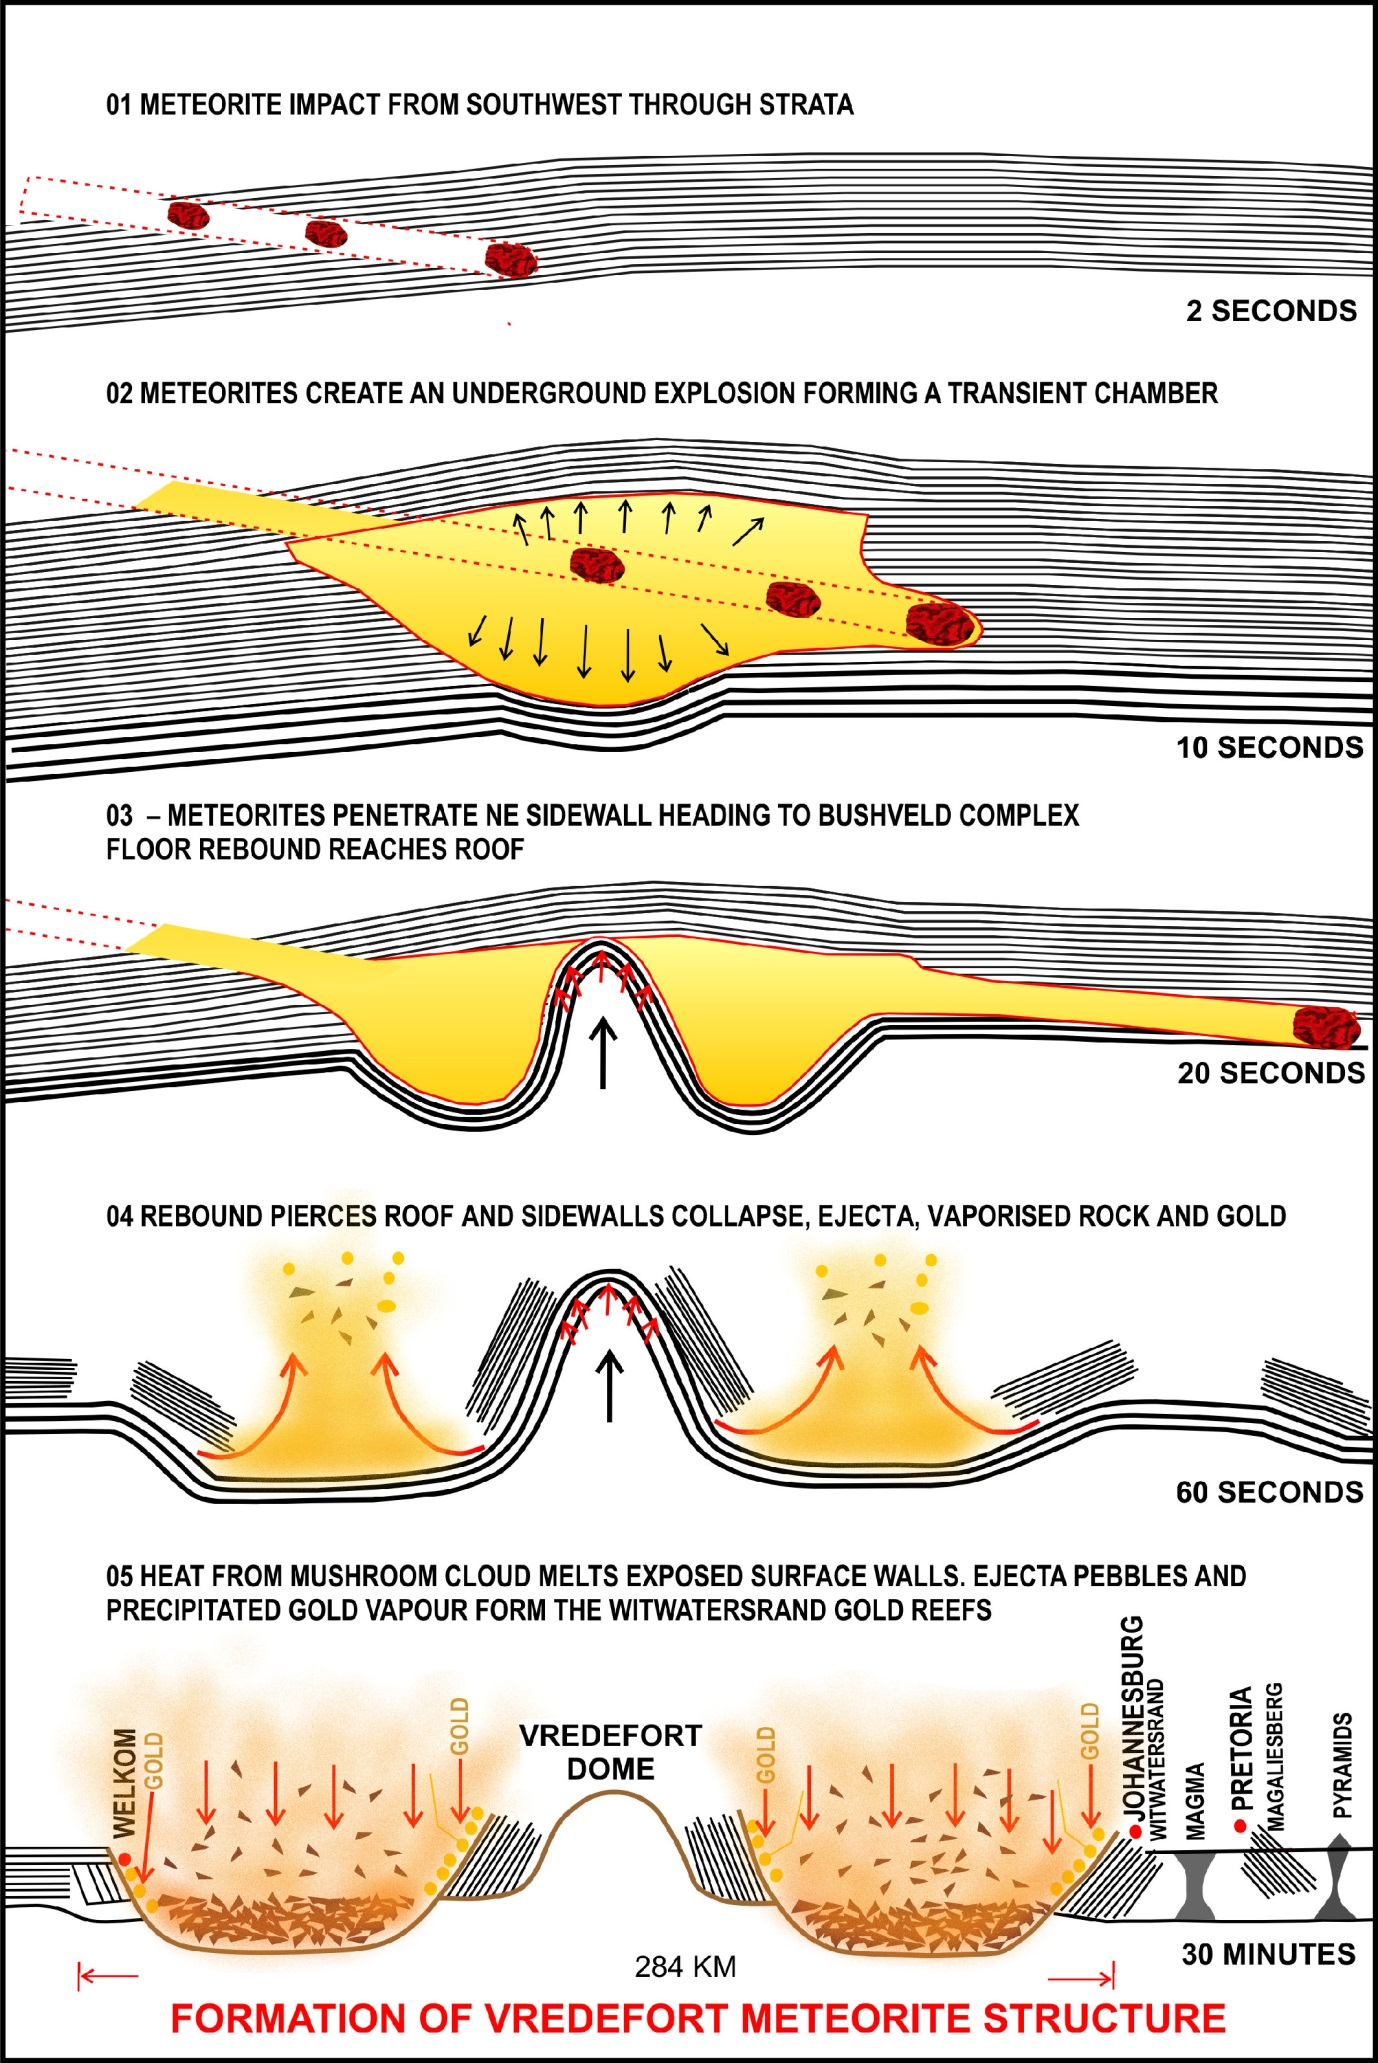 01 METEORITE IMPACT FROM SOUTHWEST THROUGH STRATA
2 SECONDS
02 METEORITES CREATE AN UNDERGROUND EXPLOSION FORMING A TRANSIENT CHAMBER
10 SECONDS
03 – METEORITES PENETRATE NE SIDEWALL HEADING TO BUSHVELD COMPLEX
FLOOR REBOUND REACHES ROOF
20 SECONDS
04 REBOUND PIERCES ROOF AND SIDEWALLS COLLAPSE, EJECTA, VAPORISED ROCK AND GOLD
60 SECONDS
05 HEAT FROM MUSHROOM CLOUD MELTS EXPOSED SURFACE WALLS. EJECTA PEBBLES AND
PRECIPITATED GOLD VAPOUR FORM THE WITWATERSRAND GOLD REEFS
WELKOM
GOLD
GOLD
VREDEFORT
DOME
GOLD
GOLD
JOHANNESBURG
WITWATERSRAND
MAGMA
PRETORIA
MAGALIESBERG
PYRAMIDS
30 MINUTES
284 KM
FORMATION OF VREDEFORT METEORITE STRUCTURE